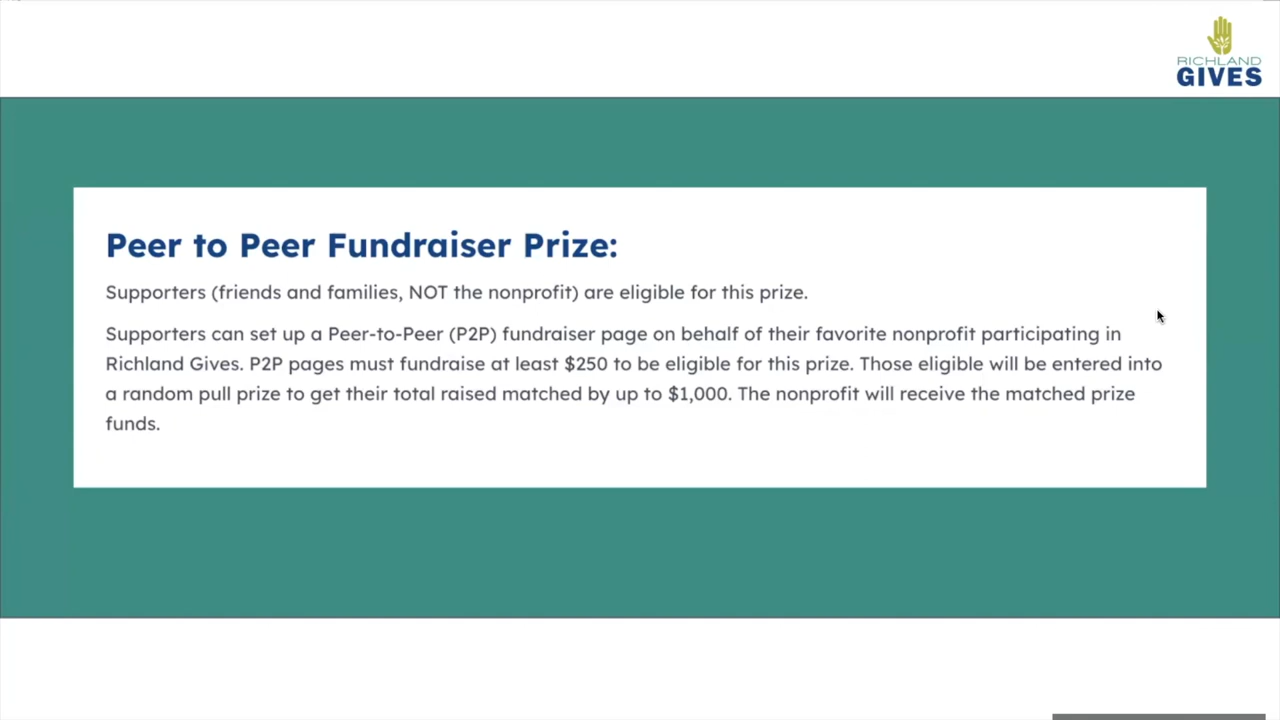 RICHLAND
GIVES
Peer to Peer Fundraiser Prize:
Supporters (friends and families, NOT the nonprofit) are eligible for this prize.
Supporters can set up a Peer-to-Peer (P2P) fundraiser page on behalf of their favorite nonprofit participating in
Richland Gives. P2P pages must fundraise at least $250 to be eligible for this prize. Those eligible will be entered into
a random pull prize to get their total raised matched by up to $1,000. The nonprofit will receive the matched prize
funds.